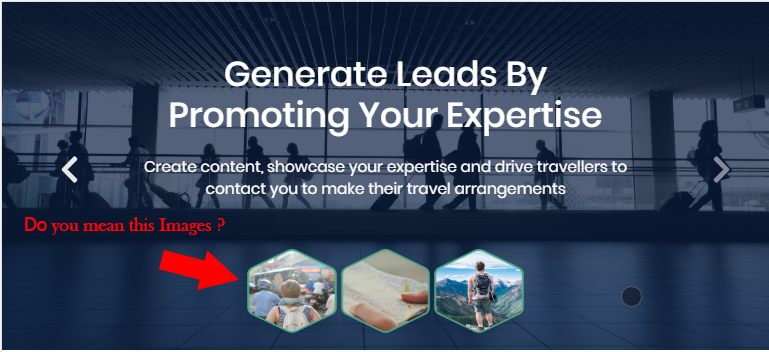 Generate Leads By
Promoting Your Expertise
Create content, showcase your expertise and drive travellers to
contact you to make their travel arrangements
Do you mean this Images ?